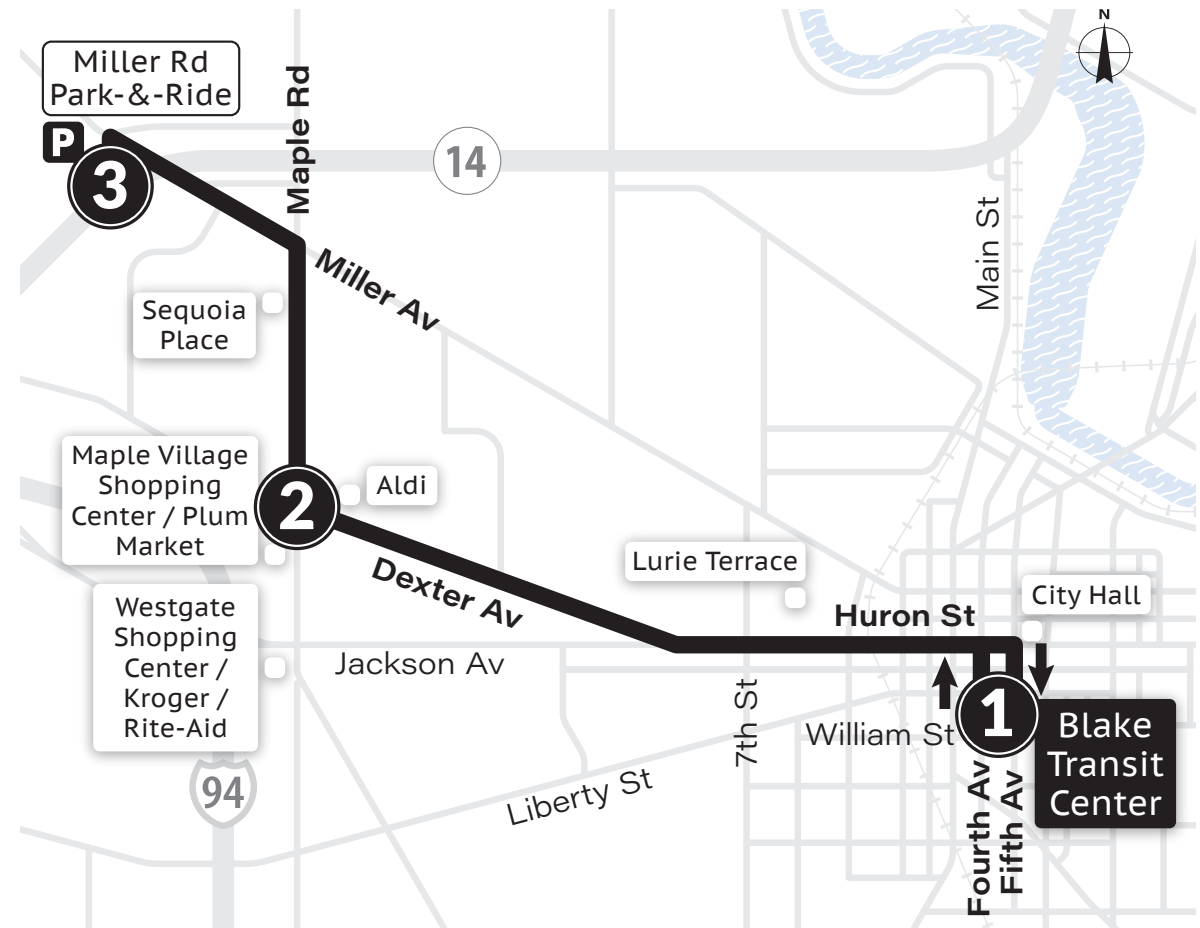 N
Miller Rd
Park-&-Ride
P
3
Maple Rd
14
Main St
Miller Av
Sequoia
Place
Maple Village
Shopping
Center / Plum
Market
2
Aldi
Dexter Av
Lurie Terrace
City Hall
Huron St
Westgate
Shopping
Center /
Kroger /
Rite-Aid
Jackson Av
7th St
William St
1
Blake
Transit
Center
94
Liberty St
Fourth Av
Fifth Av